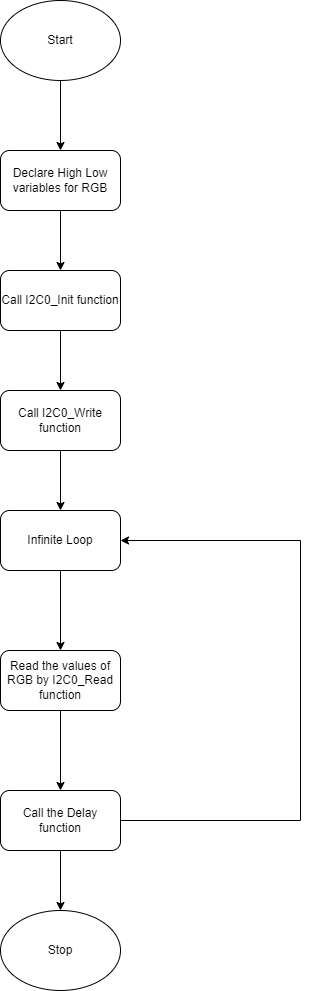 Start
Declare High Low
variables for RGB
Call I2C0_Init function
Call I2C0_Write
function
Infinite Loop
Read the values of
RGB by I2C0_Read
function
Call the Delay
function
Stop